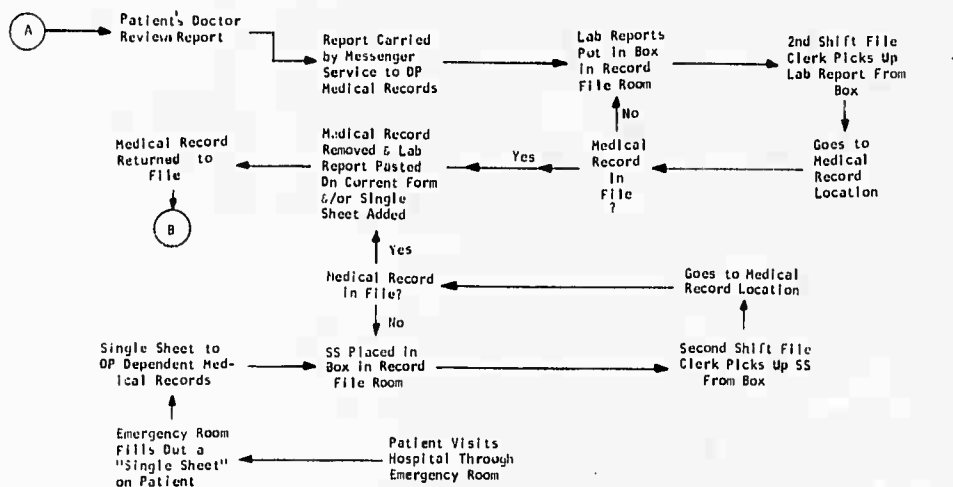 A
Patient's Doctor
Review Report
Report Carried
by Messenger
Service to OP
Medical Records
Lab Reports
Put in Box
in Record
File Room
2nd Shift File
Clerk Picks Up
Lab Report From
Box
No
Medical Record
Returned to
File
Medical Record
Removed & Lab
Report Pasted
On Current Form
&/or Single
Sheet Added
Yes
Medical
Record
In
File
?
Goes to
Medical
Record
Location
B
Yes
Medical Record
in File?
Goes to Medical
Record Location
No
Single Sheet to
OP Dependent Med-
ical Records
SS Placed in
Box in Record
File Room
Second Shift File
Clerk Picks Up SS
From Box
Emergency Room
Fills Out a
"Single Sheet"
on Patient
Patient Visits
Hospital Through
Emergency Room